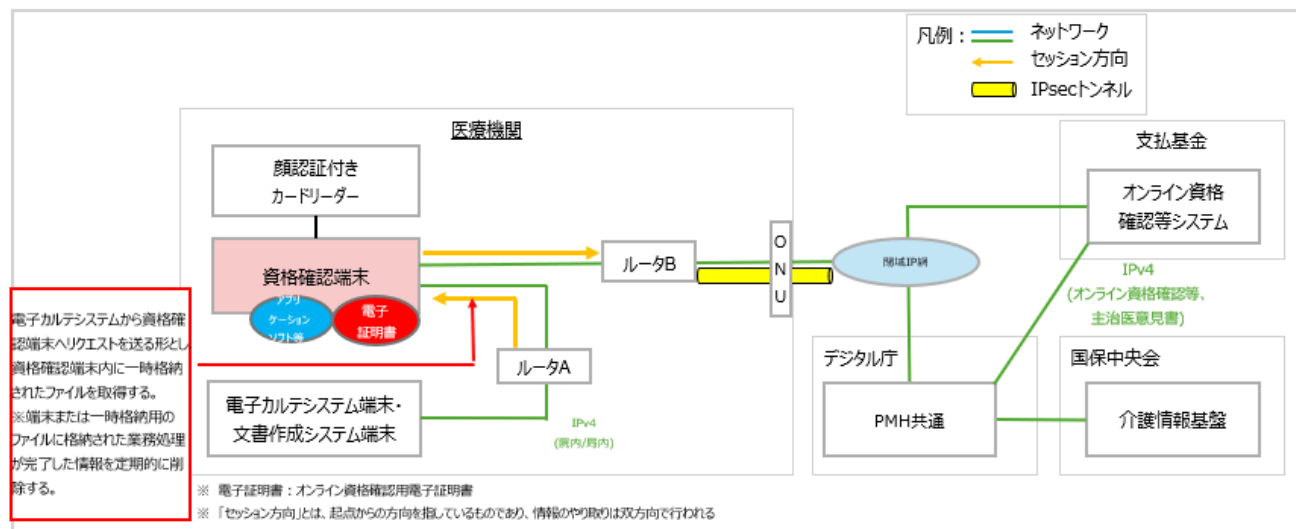 凡例：
ネットワーク
セッション方向
IPsecトンネル
医療機関
支払基金
顔認証付き
カードリーダー
オンライン資格
確認等システム
O
N
U
ルータB
閉域IP網
資格確認端末
アプリ
ケーション
ソフト等
電子
証明書
IPv4
(オンライン資格確認等、
主治医意見書)
電子カルテシステムから資格確
認端末へリクエストを送る形とし
資格確認端末内に一時格納
されたファイルを取得する。
※端末または一時格納用の
ファイルに格納された業務処理
が完了した情報を定期的に削
除する。
ルータA
デジタル庁
国保中央会
電子カルテシステム端末・
文書作成システム端末
IPv4
(院内/局内)
PMH共通
介護情報基盤
※ 電子証明書：オンライン資格確認用電子証明書
※ 「セッション方向」とは、起点からの方向を指しているものであり、情報のやり取りは双方向で行われる